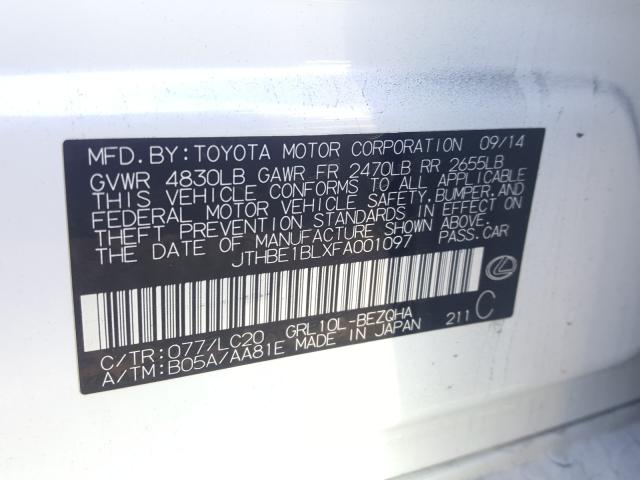 MFD. BY: TOYOTA MOTOR CORPORATION 09/14
GVWR 4830LB GAWR FR 2470LB RR 2655LB
THIS VEHICLE CONFORMS TO ALL APPLICABLE
FEDERAL MOTOR VEHICLE SAFETY, BUMPER, AND
THEFT PREVENTION STANDARDS IN EFFECT ON
THE DATE OF MANUFACTURE SHOWN ABOVE.
JTHBE1BLXFA001097 PASS. CAR
C/TR: 077/LC20 GRL10L-BEZQHA 211 C
A/TM: B05A/AA81E MADE IN JAPAN